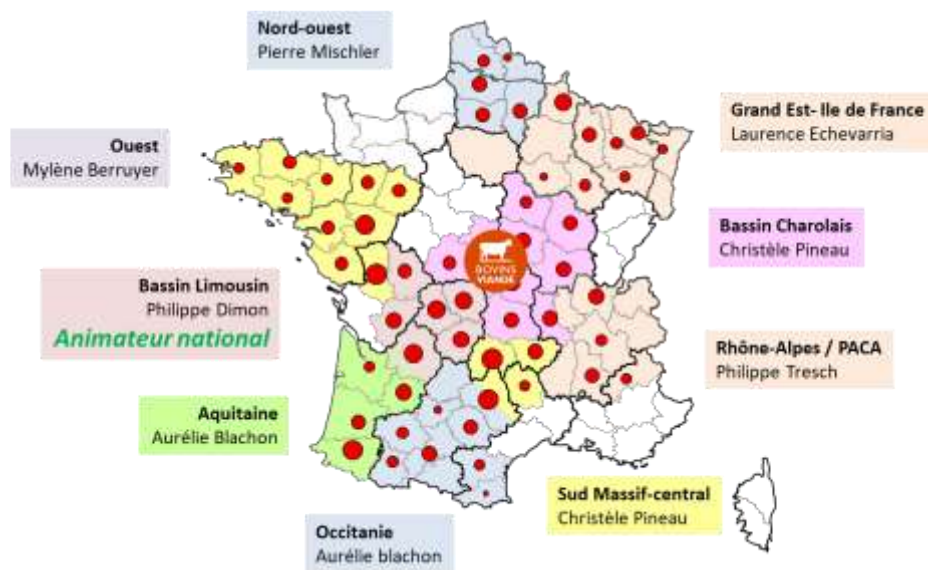 Nord-ouest
Pierre Mischler
Grand Est- Ile de France
Laurence Echevarria
Ouest
Mylène Berruyer
Bassin Charolais
Christèle Pineau
BOVINS
VIANDE
Bassin Limousin
Philippe Dimon
Animateur national
Rhône-Alpes / PACA
Philippe Tresch
Aquitaine
Aurélie Blachon
Sud Massif-central
Christèle Pineau
Occitanie
Aurélie blachon